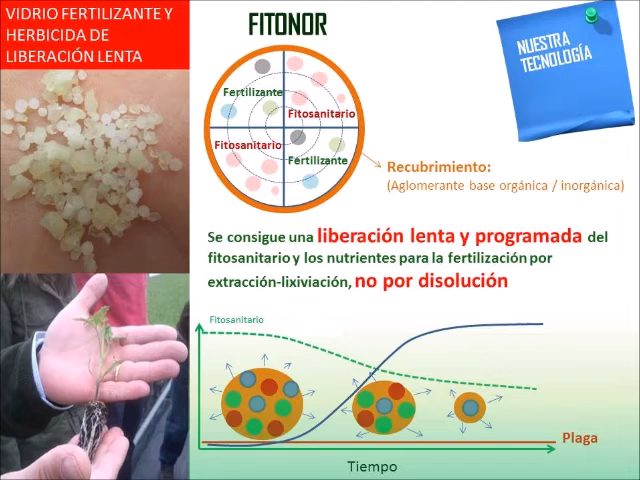 VIDRIO FERTILIZANTE Y
HERBICIDA DE
LIBERACIÓN LENTA
FITONOR
NUESTRA
TECNOLOGÍA
Fertilizante
Fitosanitario
Fitosanitario
Fertilizante
Recubrimiento:
(Aglomerante base orgánica / inorgánica)
Se consigue una liberación lenta y programada del
fitosanitario y los nutrientes para la fertilización por
extracción-lixiviación, no por disolución
Fitosanitario
Plaga
Tiempo